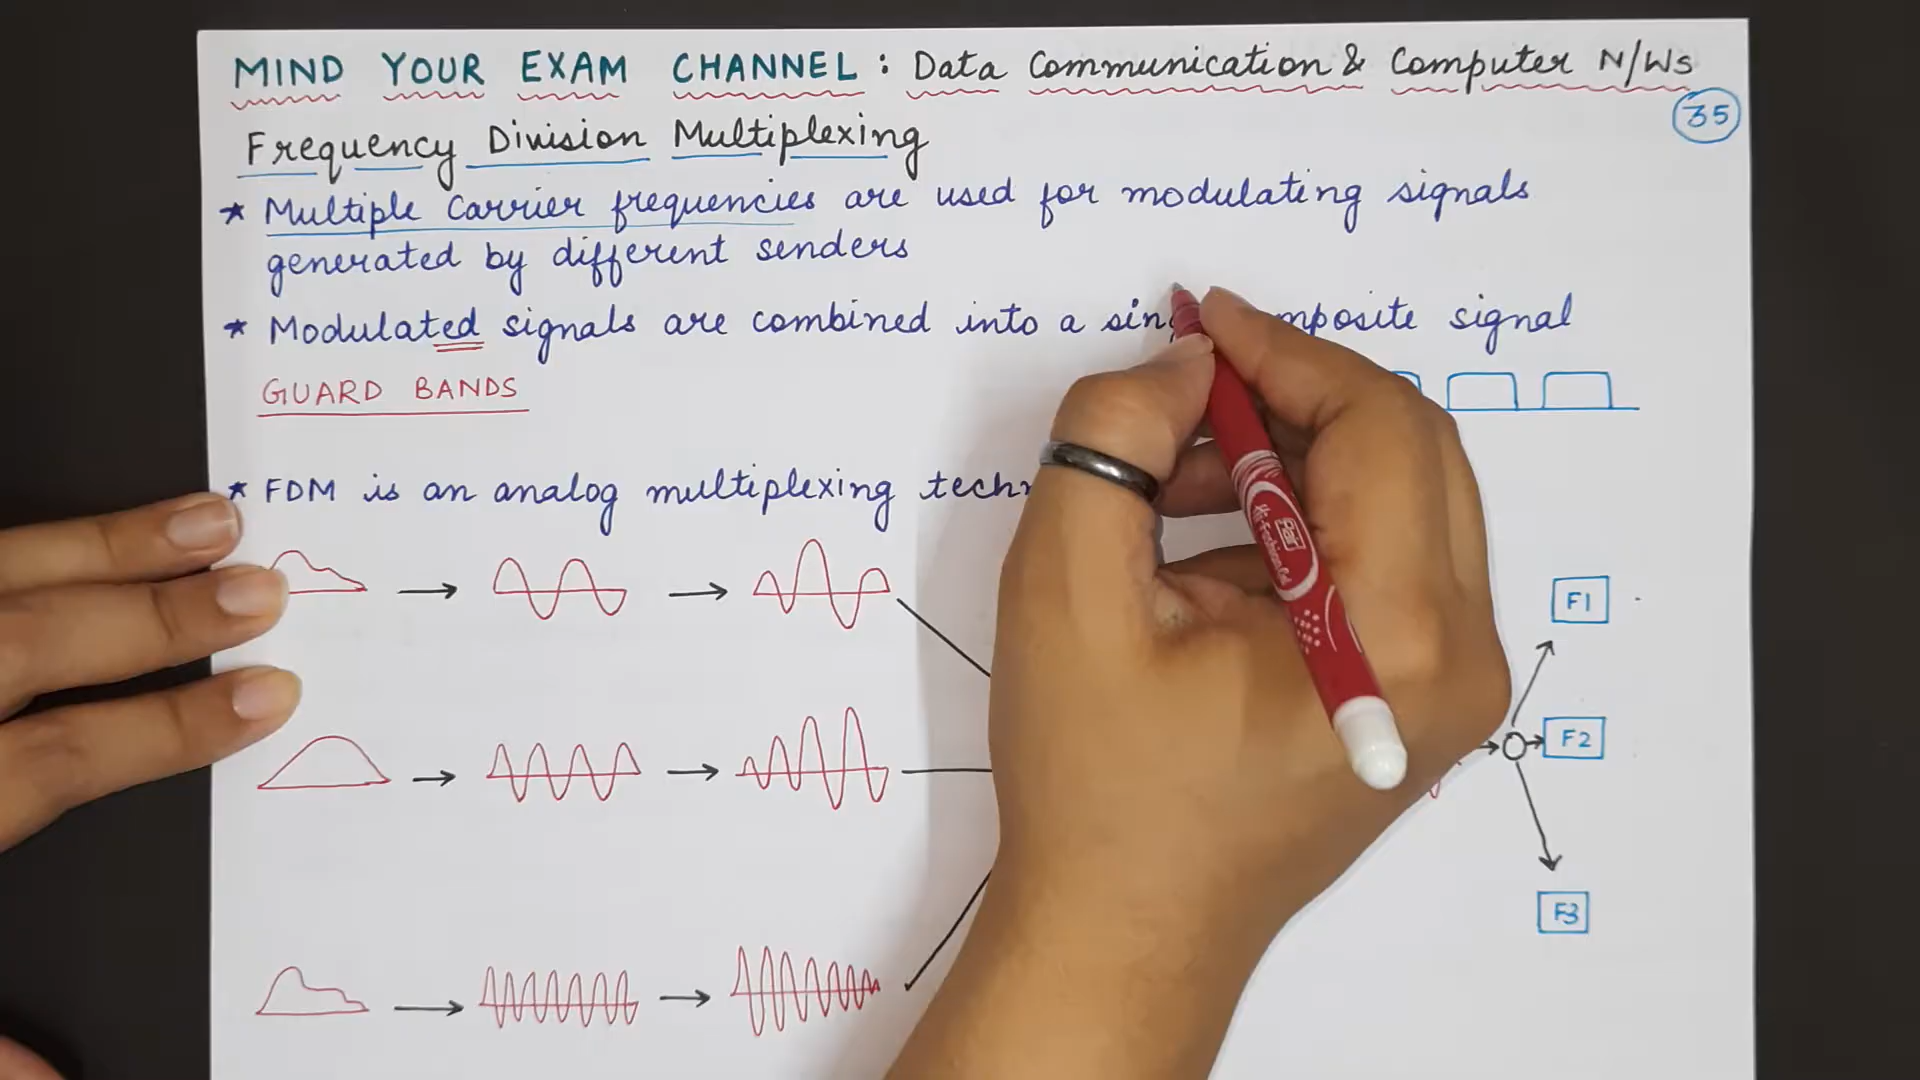 MIND YOUR EXAM CHANNEL : Data Communication & Computer N/Ws
35
Frequency Division Multiplexing
★ Multiple Carrier frequencies are used for modulating signals
generated by different senders
★ Modulated signals are combined into a composite signal
GUARD BANDS
★ FDM is an analog multiplexing
F1
F2
F3